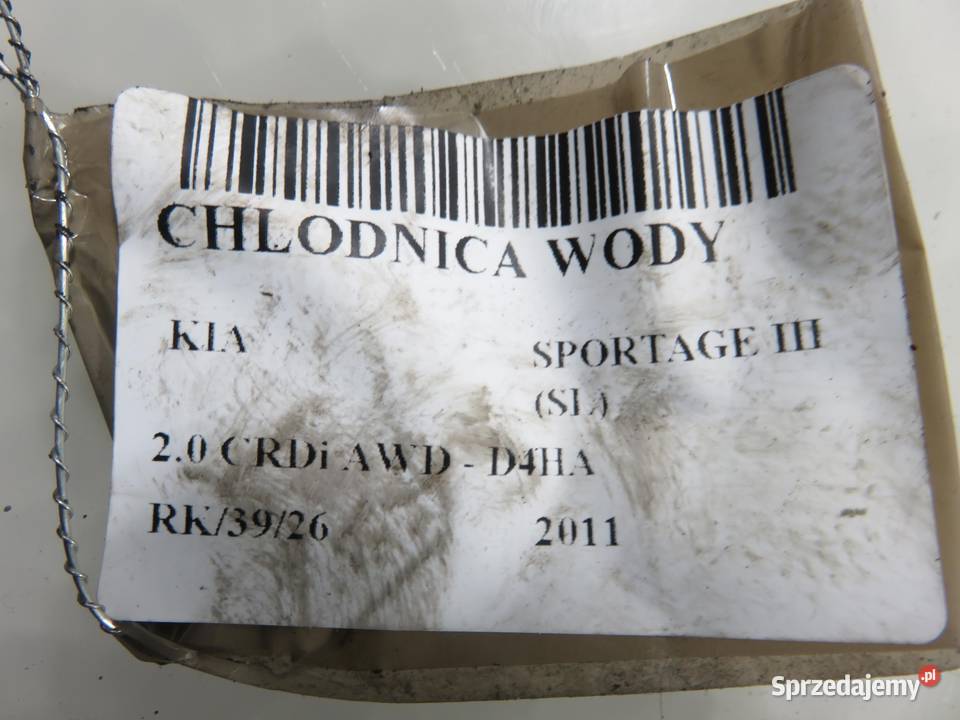 CHLODNICA WODY
KIA
SPORTAGE III
(SL)
2.0 CRDi AWD - D4HA
RK/39/26
2011
Sprzedajemy.pl